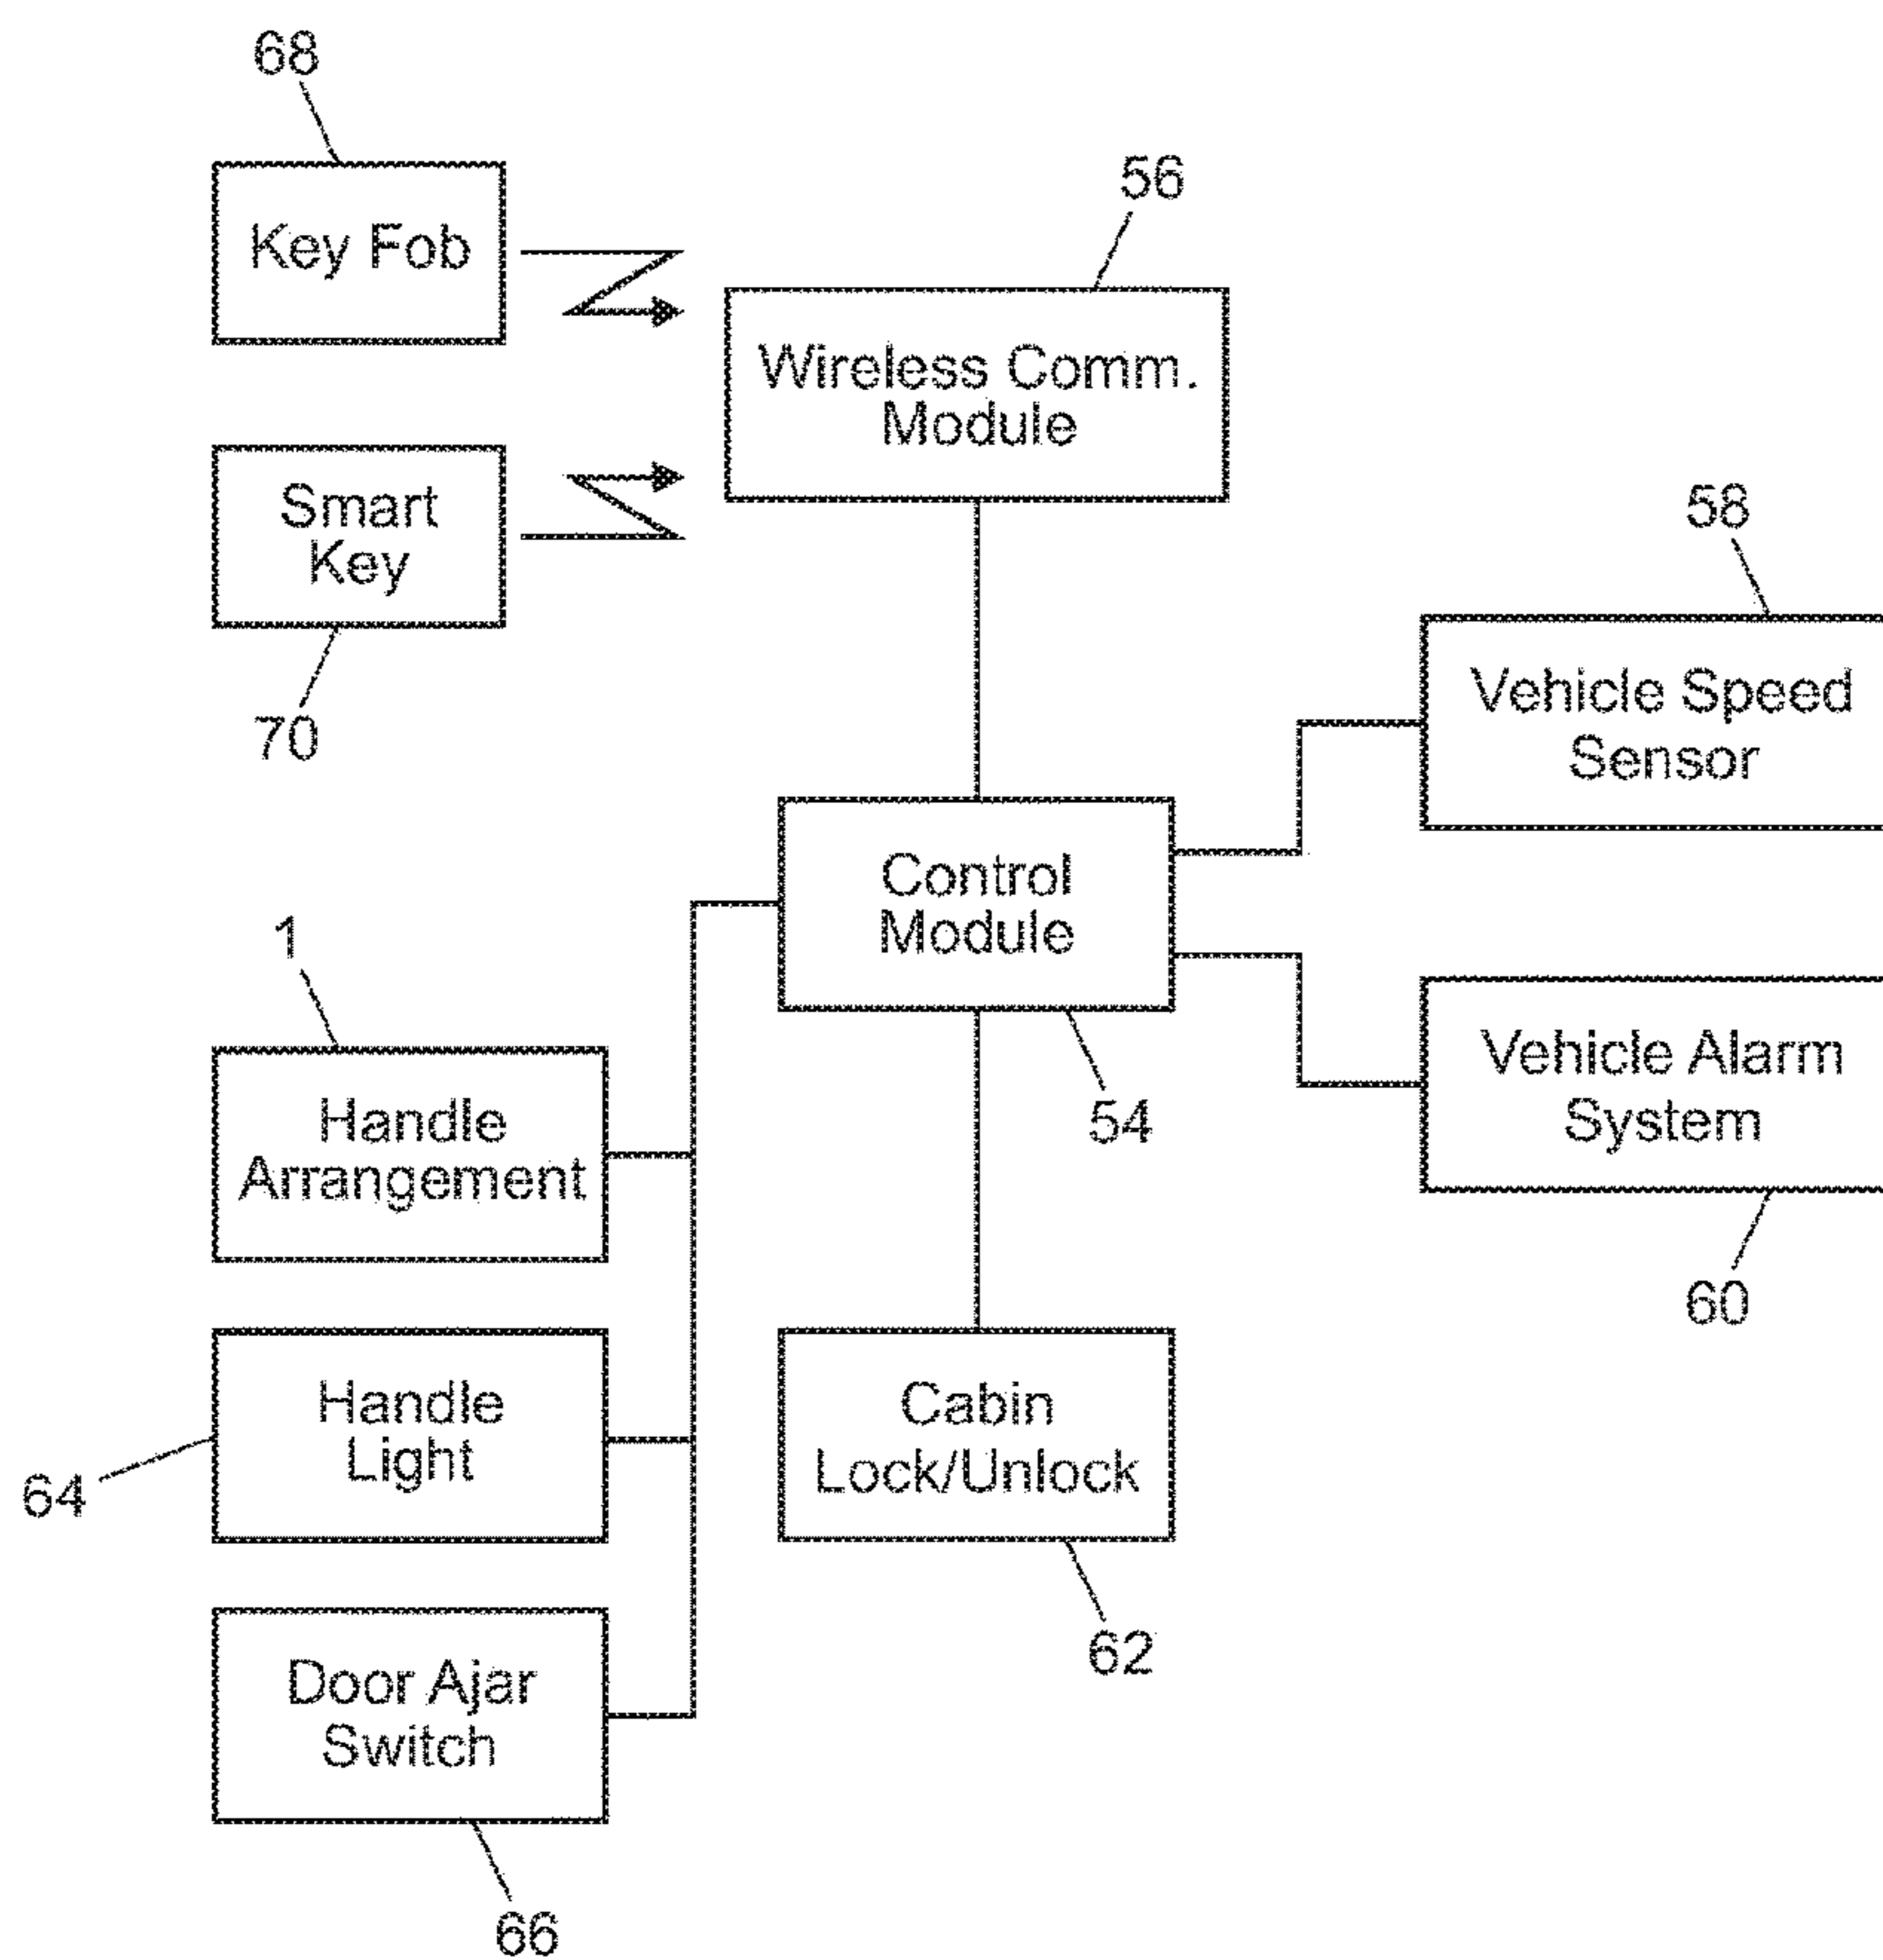 68
Key Fob
56
Wireless Comm.
Module
Smart
Key
70
58
Vehicle Speed
Sensor
Control
Module
54
1
Handle
Arrangement
Vehicle Alarm
System
60
Handle
Light
64
Cabin
Lock/Unlock
62
Door Ajar
Switch
66